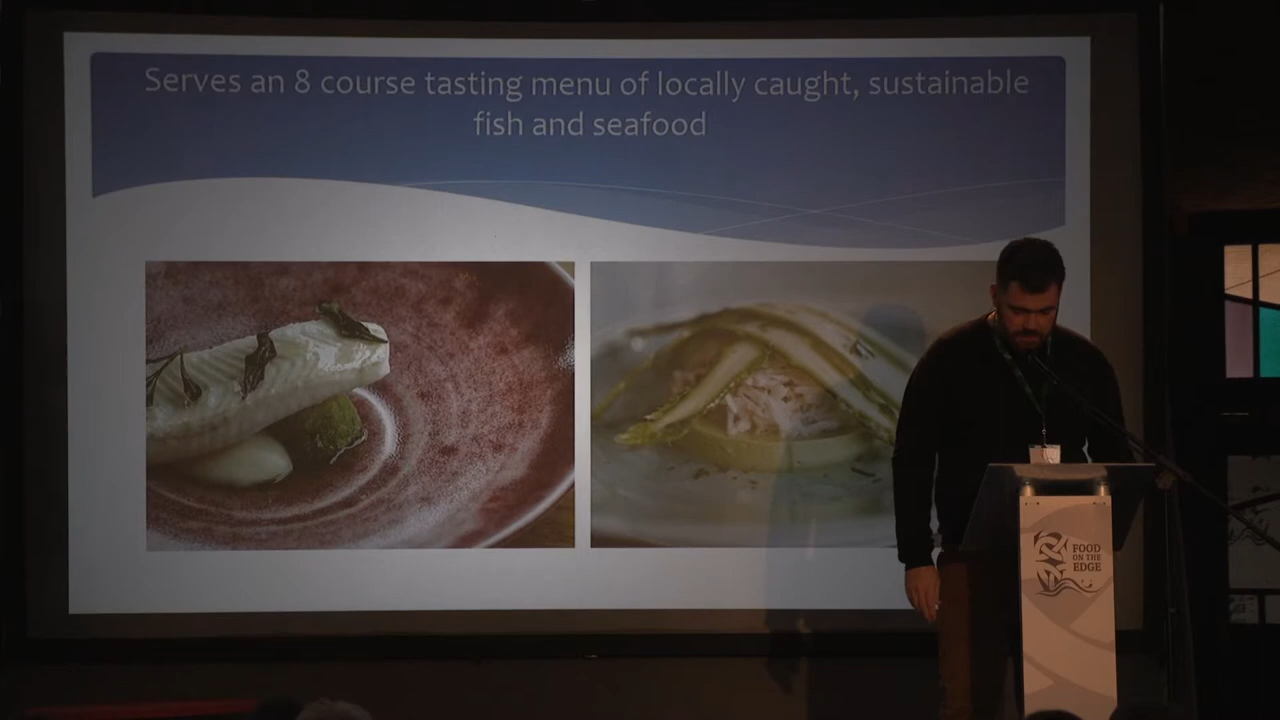 Serves an 8 course tasting menu of locally caught, sustainable
fish and seafood
FOOD
ON THE
EDGE